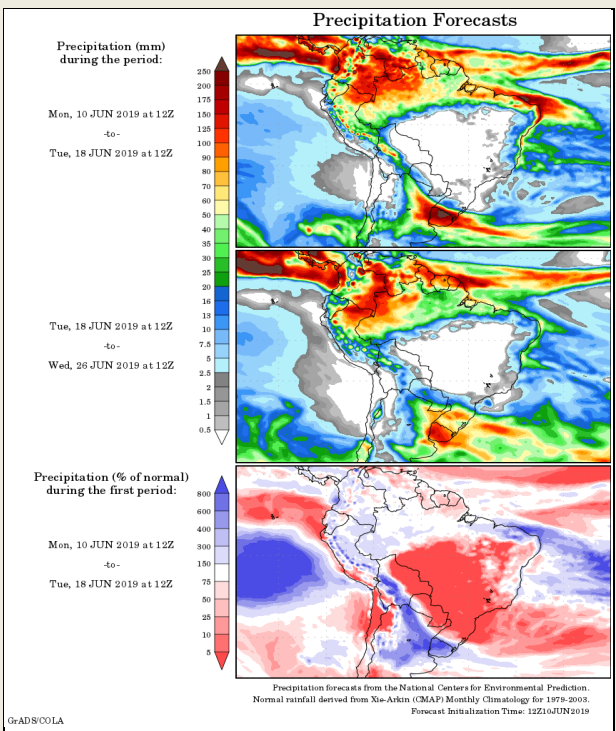 Precipitation Forecasts
Precipitation (mm)
during the period:
Mon, 10 JUN 2019 at 12Z
-to-
Tue, 18 JUN 2019 at 12Z
250
200
175
150
125
100
90
80
70
60
50
40
35
30
25
20
16
13
10
7.5
5
2.5
2
1.5
1
0.5
Tue, 18 JUN 2019 at 12Z
-to-
Wed, 26 JUN 2019 at 12Z
Precipitation (% of normal)
during the first period:
Mon, 10 JUN 2019 at 12Z
-to-
Tue, 18 JUN 2019 at 12Z
800
600
400
300
150
75
50
25
10
5
Precipitation forecasts from the National Centers for Environmental Prediction.
Normal rainfall derived from Xie-Arkin (CMAP) Monthly Climatology for 1979-2003.
Forecast Initialization Time: 12Z10JUN2019
GrADS/COLA